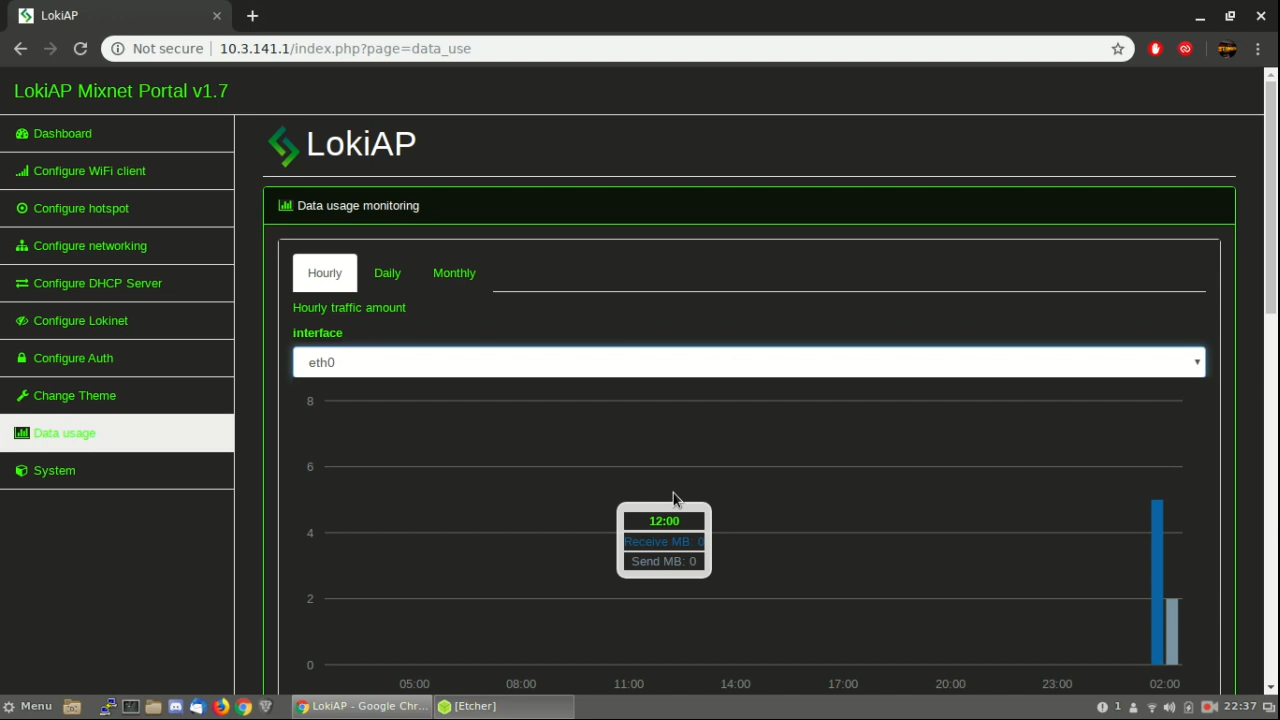 LokiAP
Not secure
10.3.141.1/index.php?page=data_use
LokiAP Mixnet Portal v1.7
Dashboard
Configure WiFi client
Configure hotspot
Configure networking
Configure DHCP Server
Configure Lokinet
Configure Auth
Change Theme
Data usage
System
LokiAP
Data usage monitoring
Hourly Daily Monthly
Hourly traffic amount
interface
eth0
8
6
4
2
0
12:00
Receive MB: 0
Send MB: 0
05:00 08:00 11:00 14:00 17:00 20:00 23:00 02:00
Menu
LokiAP - Google Chr...
[Etcher]
1
22:37